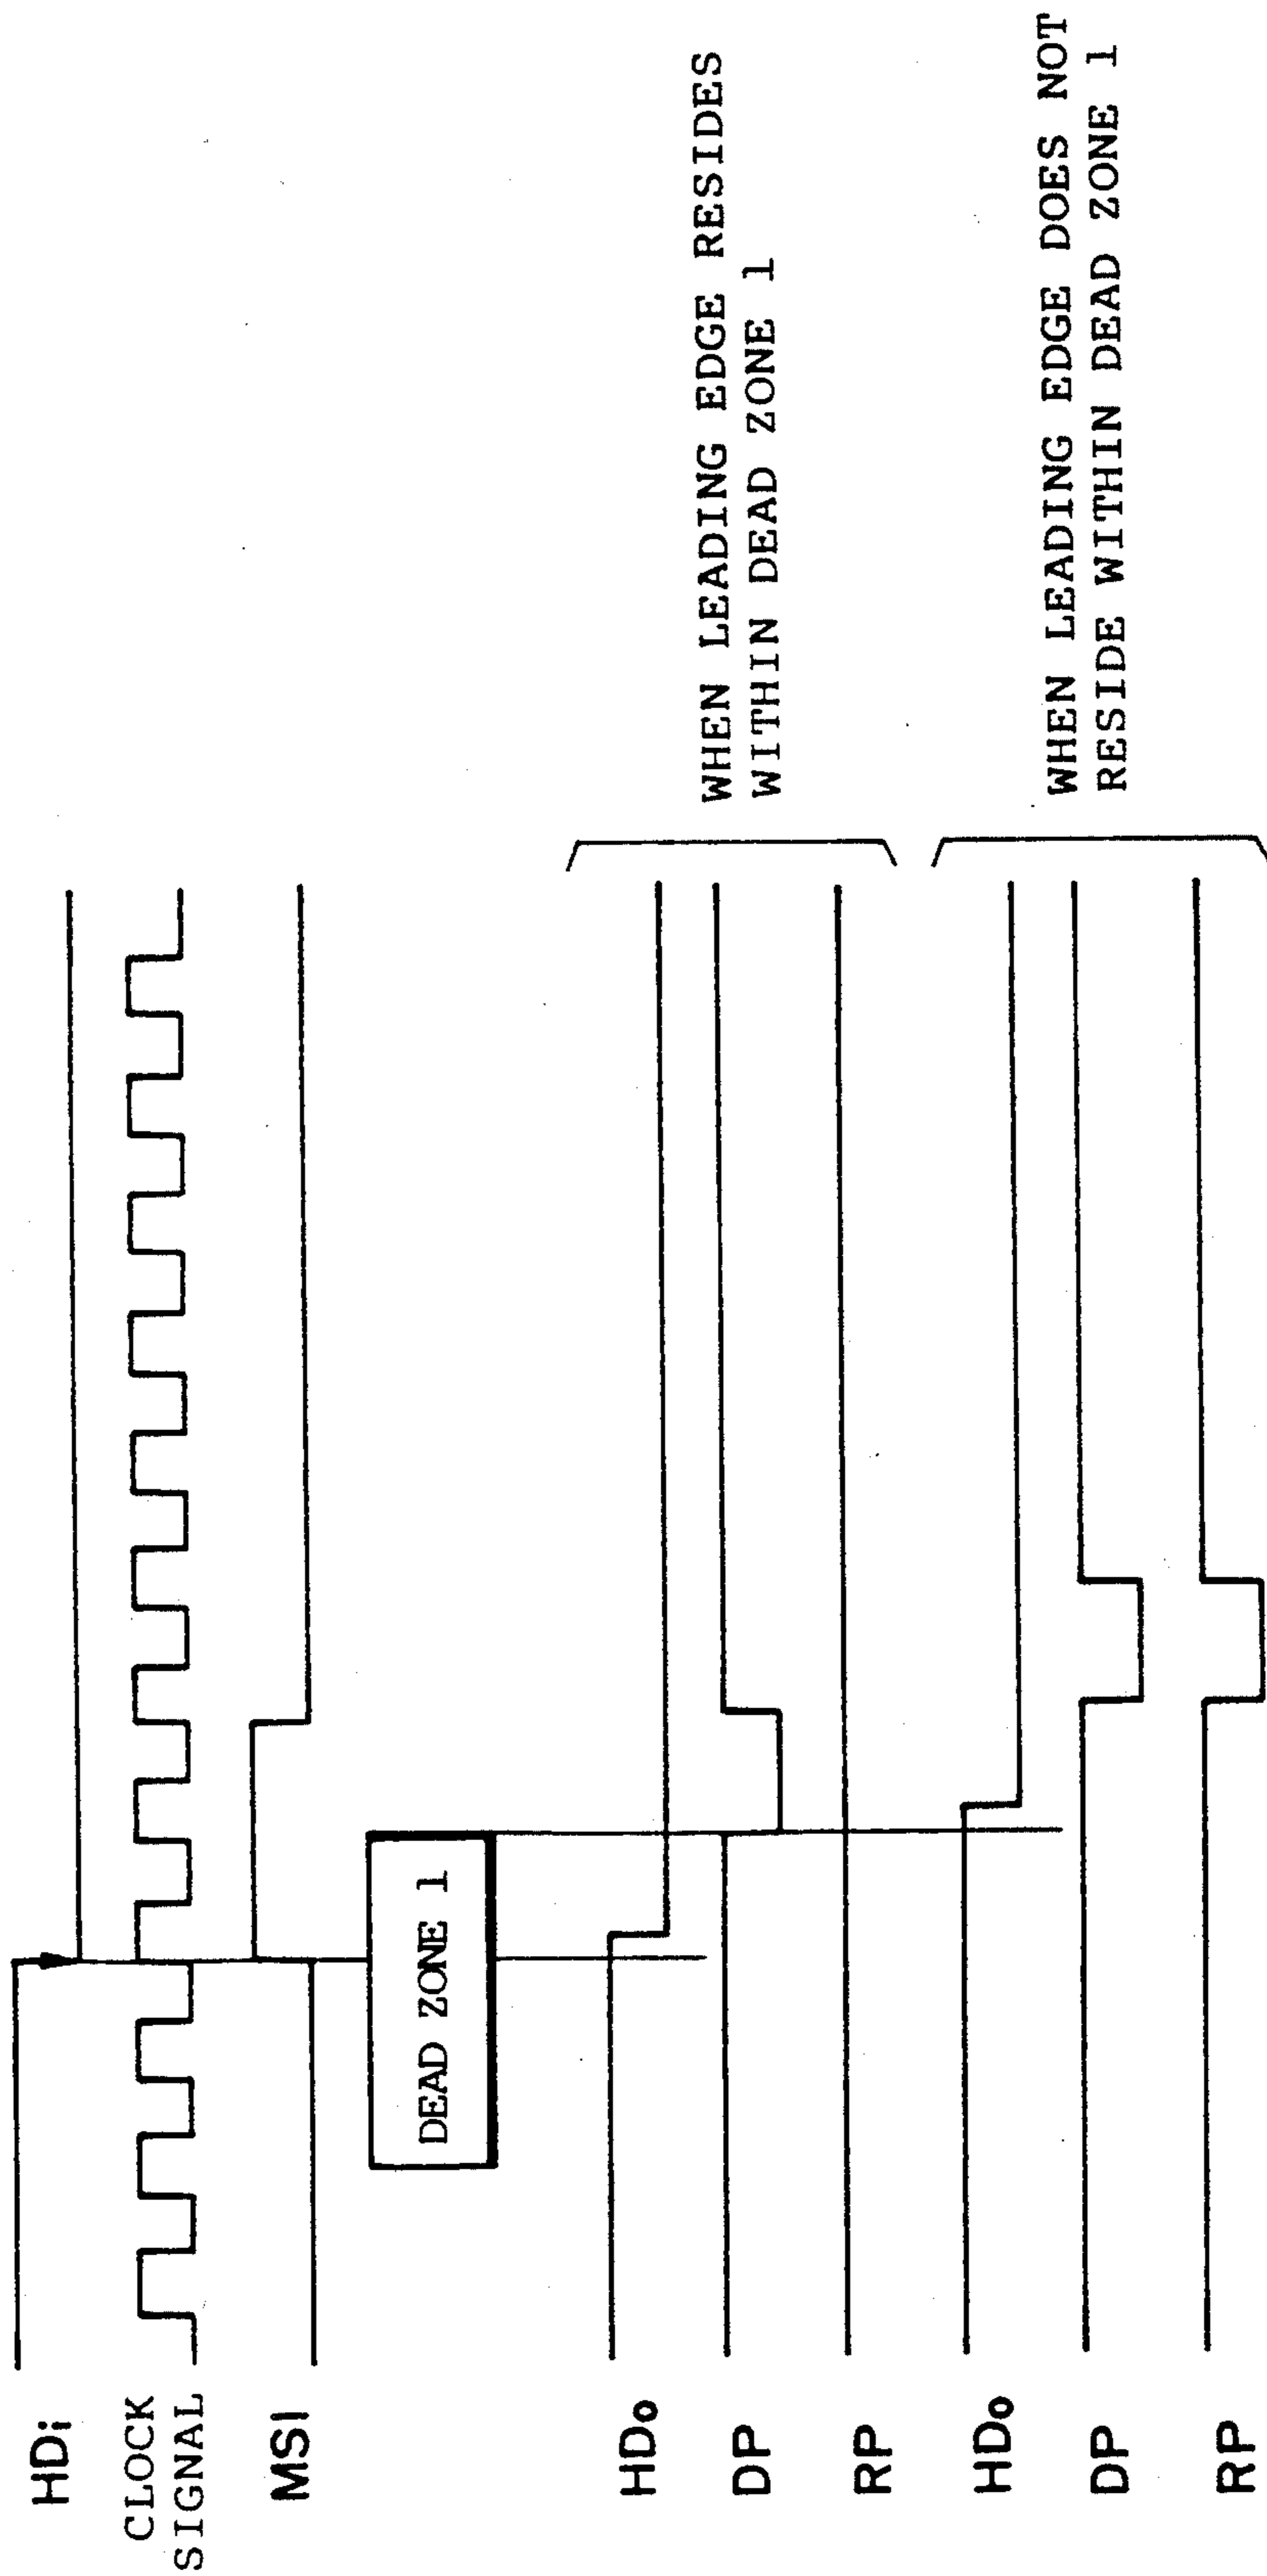 HDi
CLOCK
SIGNAL
MSI
DEAD ZONE 1
HDo
DP
RP
WHEN LEADING EDGE RESIDES
WITHIN DEAD ZONE 1
HDo
DP
RP
WHEN LEADING EDGE DOES NOT
RESIDE WITHIN DEAD ZONE 1